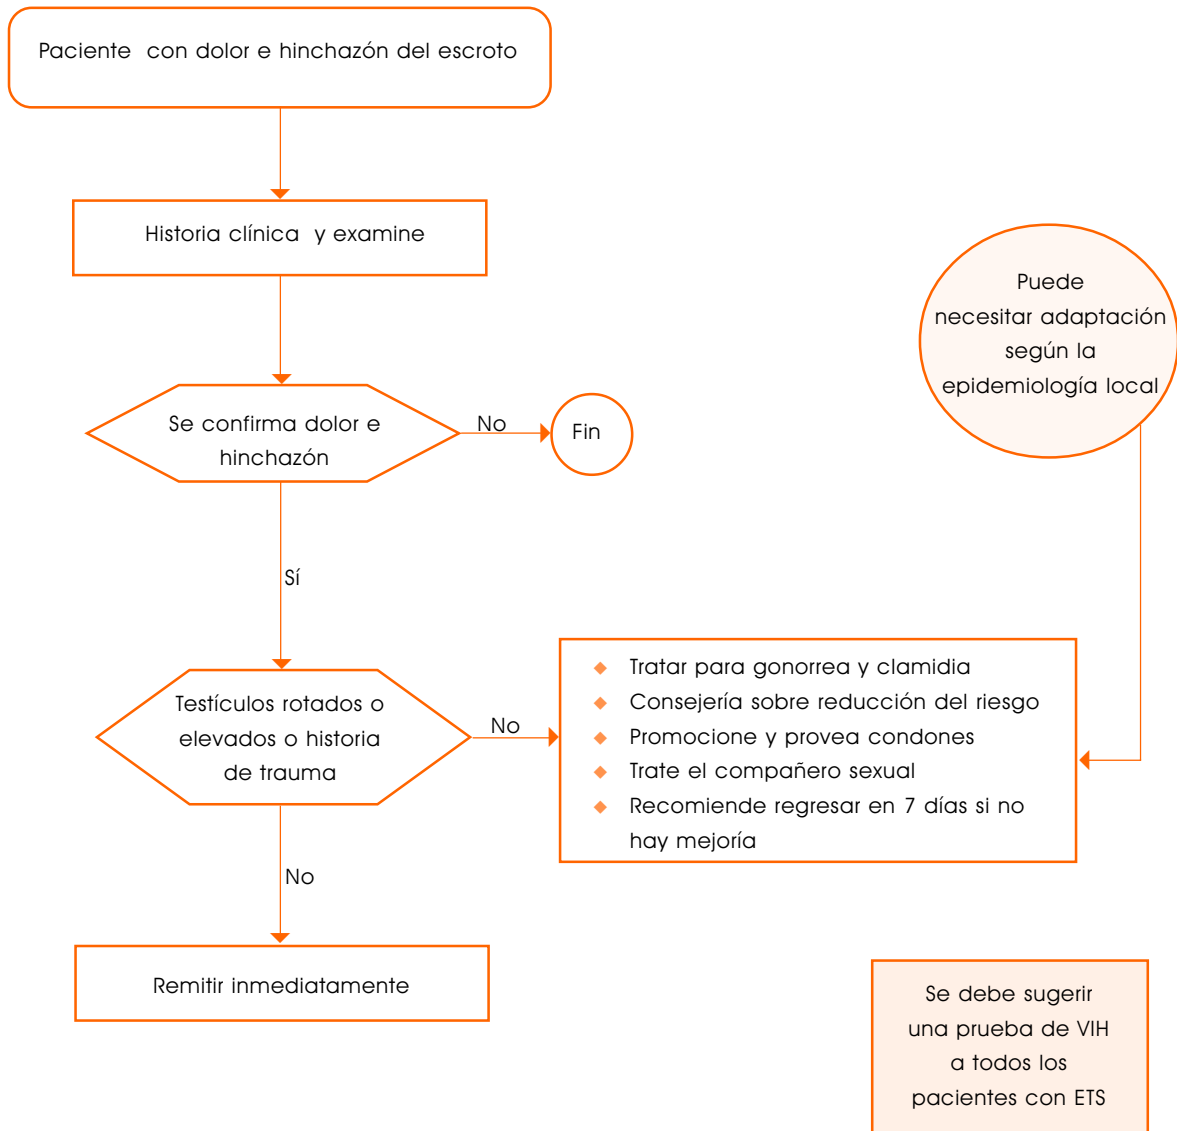 Paciente con dolor e hinchazón del escroto
Historia clínica y examine
Puede
necesitar adaptación
según la
epidemiología local
Se confirma dolor e
hinchazón
No
Fin
Sí
Testículos rotados o
elevados o historia
de trauma
No
Tratar para gonorrea y clamidia
Consejería sobre reducción del riesgo
Promocione y provea condones
Trate el compañero sexual
Recomiende regresar en 7 días si no
hay mejoría
No
Remitir inmediatamente
Se debe sugerir
una prueba de VIH
a todos los
pacientes con ETS